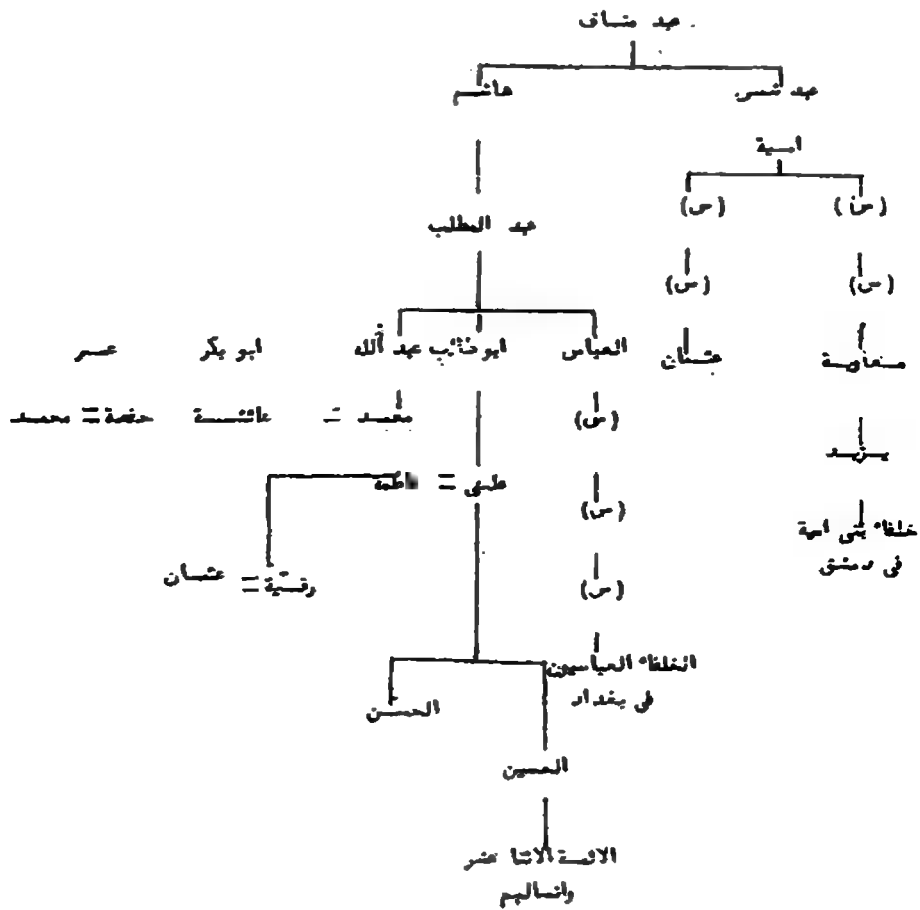 عبد مناف
هاشم عبد شمس
امية
(س) (س)
عبد المطلب
(س) (س)
عمر ابو بكر عبد الله ابو طالب العباس عثمان معاوية
محمد = حفصة عائشة = محمد (س)
يزيد
علي = فاطمة
(س)
خلفاء بني امية
في دمشق
رقية = عثمان
(س)
الخلفاء العباسيين
في بغداد
الحسن
الحسين
الائمة الاثنا عشر